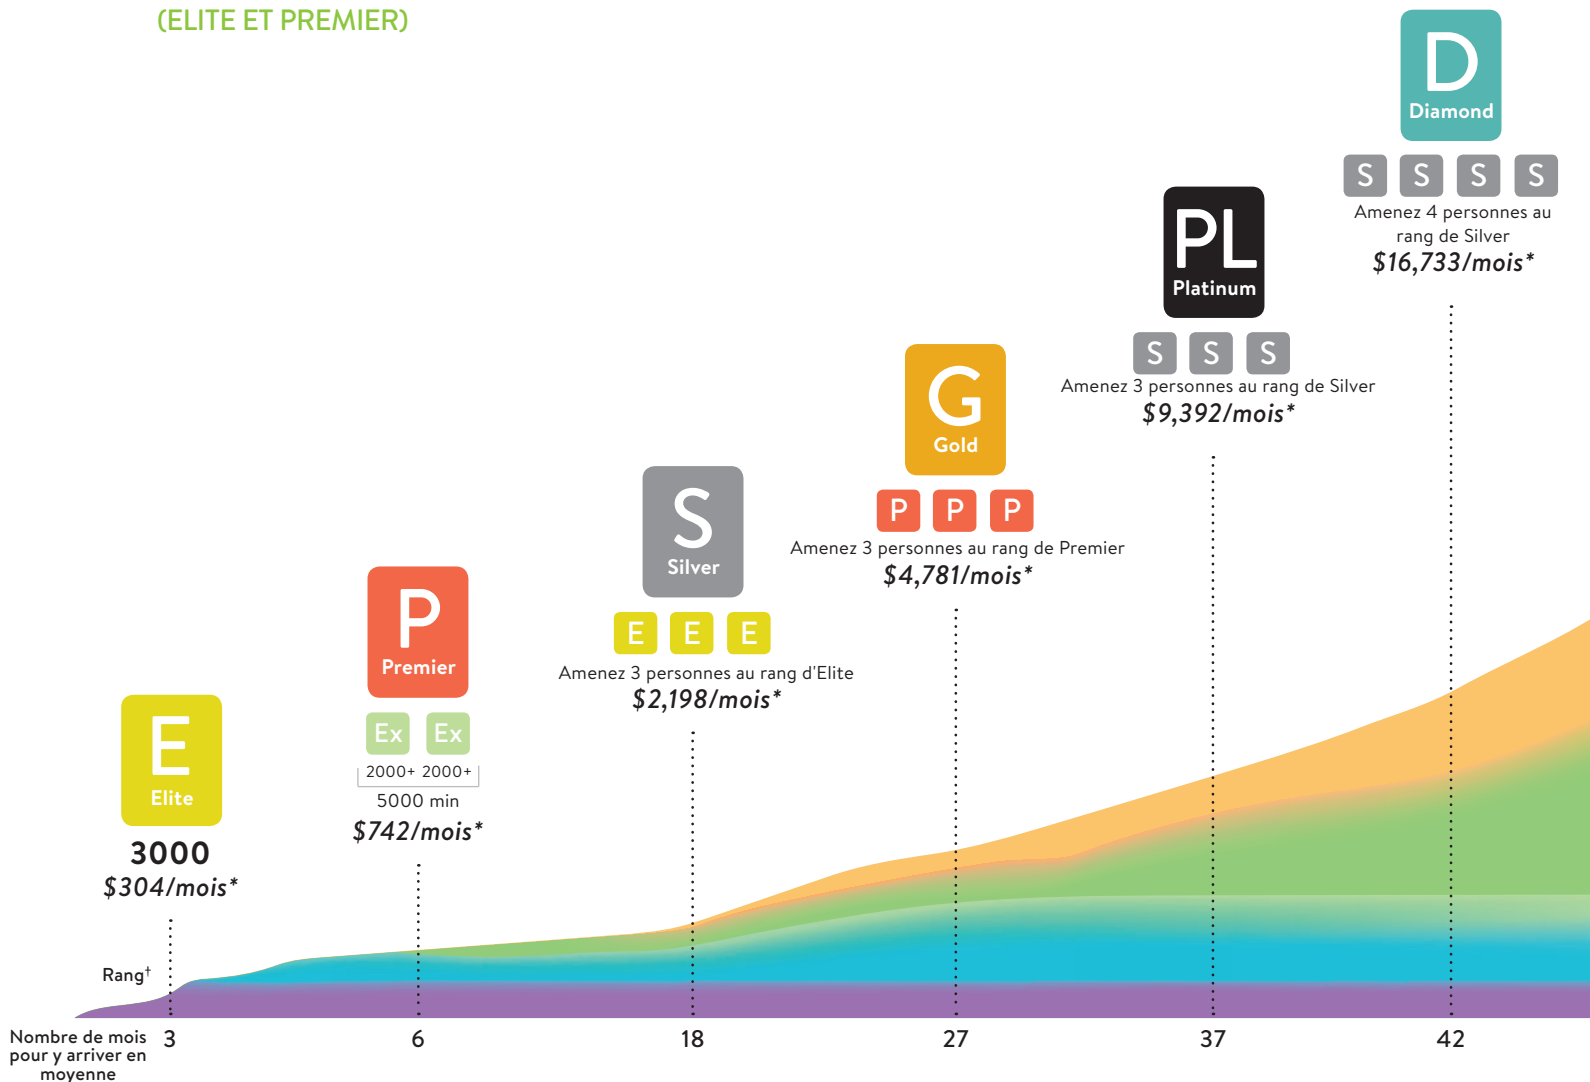 (ELITE ET PREMIER)
D
Diamond
S S S S
Amenez 4 personnes au
rang de Silver
$16,733/mois*
PL
Platinum
S S S
Amenez 3 personnes au rang de Silver
$9,392/mois*
G
Gold
P P P
Amenez 3 personnes au rang de Premier
$4,781/mois*
S
Silver
E E E
Amenez 3 personnes au rang d'Elite
$2,198/mois*
P
Premier
Ex Ex
2000+ 2000+
5000 min
$742/mois*
E
Elite
3000
$304/mois*
Rang†
Nombre de mois
pour y arriver en
moyenne
3 6 18 27 37 42